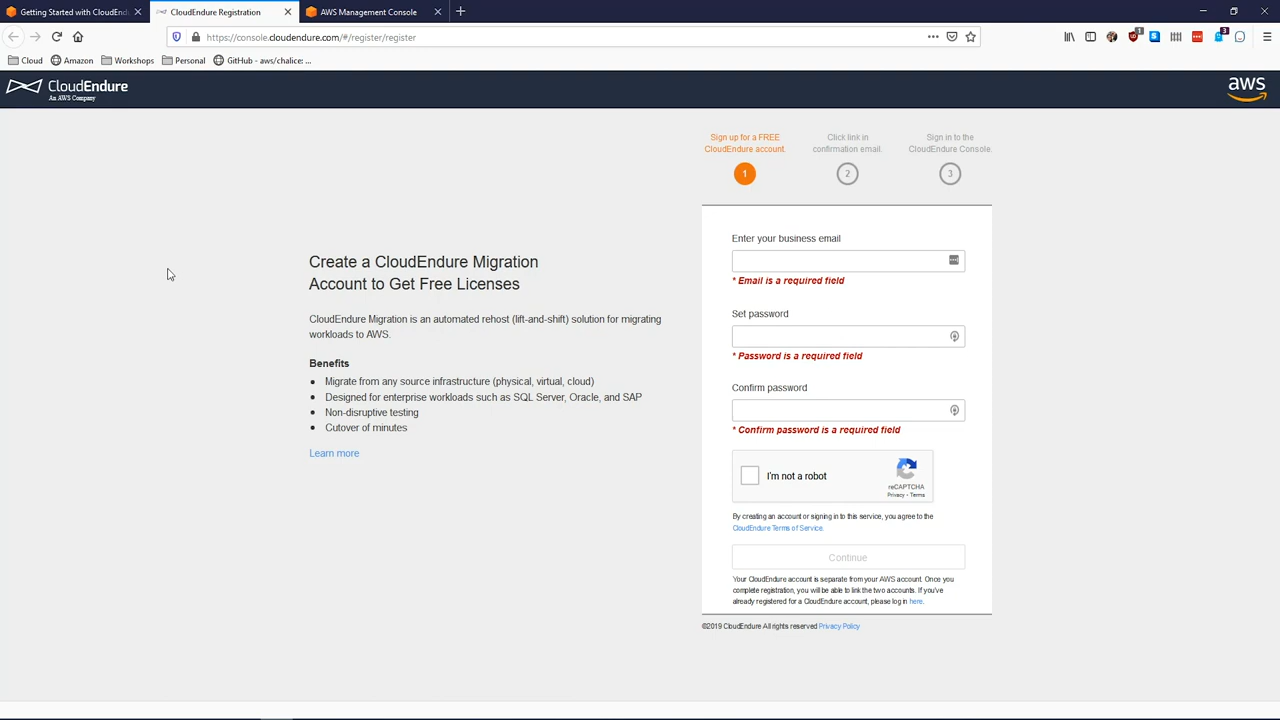 Getting Started with CloudEnd
CloudEndure Registration
AWS Management Console
https://console.cloudendure.com/#/register/register
Cloud
Amazon
Workshops
Personal
GitHub - aws/chalice: ...
1
3
CloudEndure
An AWS Company
aws
Sign up for a FREE
CloudEndure account.
Click link in
confirmation email.
Sign in to the
CloudEndure Console.
1
2
3
Create a CloudEndure Migration
Account to Get Free Licenses
CloudEndure Migration is an automated rehost (lift-and-shift) solution for migrating
workloads to AWS.
Benefits
Migrate from any source infrastructure (physical, virtual, cloud)
Designed for enterprise workloads such as SQL Server, Oracle, and SAP
Non-disruptive testing
Cutover of minutes
Learn more
Enter your business email
* Email is a required field
Set password
* Password is a required field
Confirm password
* Confirm password is a required field
I'm not a robot
reCAPTCHA
Privacy - Terms
By creating an account or signing in to this service, you agree to the
CloudEndure Terms of Service.
Continue
Your CloudEndure account is separate from your AWS account. Once you
complete registration, you will be able to link the two accounts. If you've
already registered for a CloudEndure account, please log in here.
©2019 CloudEndure All rights reserved Privacy Policy